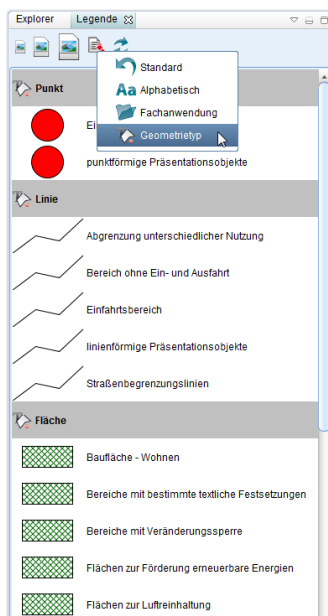 Explorer Legende
Standard
Aa Alphabetisch
Fachanwendung
Geometrietyp
Punkt
Ei
punktförmige Präsentationsobjekte
Linie
Abgrenzung unterschiedlicher Nutzung
Bereich ohne Ein- und Ausfahrt
Einfahrtsbereich
linienförmige Präsentationsobjekte
Straßenbegrenzungslinien
Fläche
Baufläche - Wohnen
Bereiche mit bestimmte textliche Festsetzungen
Bereiche mit Veränderungssperre
Flächen zur Förderung erneuerbare Energien
Flächen zur Luftreinhaltung